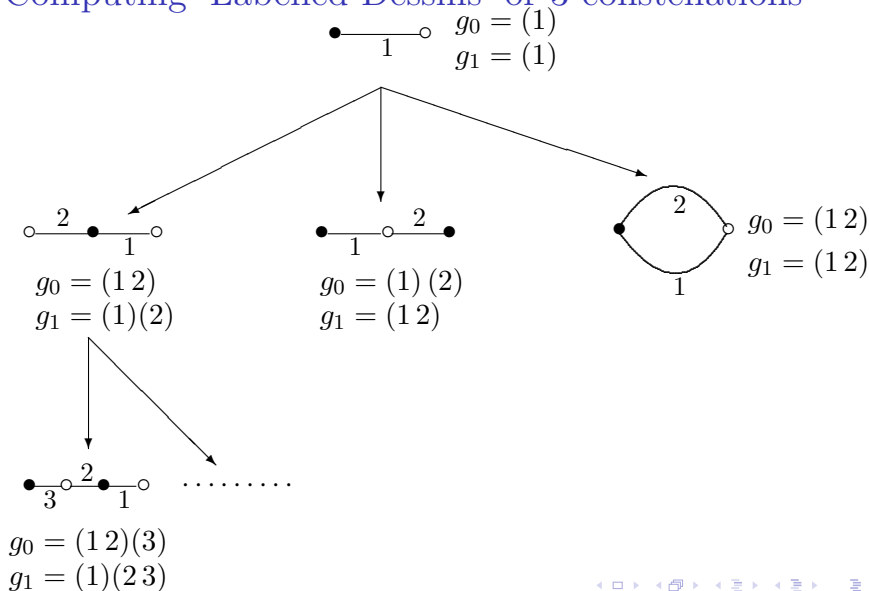 Computing "Labelled Dessins" or 3-constellations
g₀ = (1)
1
g₁ = (1)
2
1
g₀ = (1 2)
g₁ = (1)(2)
1
2
g₀ = (1) (2)
g₁ = (1 2)
2
1
g₀ = (1 2)
g₁ = (1 2)
3
2
1
.........
g₀ = (1 2)(3)
g₁ = (1)(2 3)